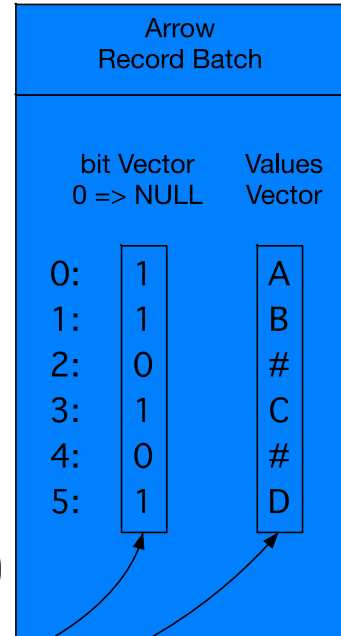 Arrow
Record Batch
bit Vector Values
0 => NULL Vector
0: 1 A
1: 1 B
2: 0 #
3: 1 C
4: 0 #
5: 1 D
)